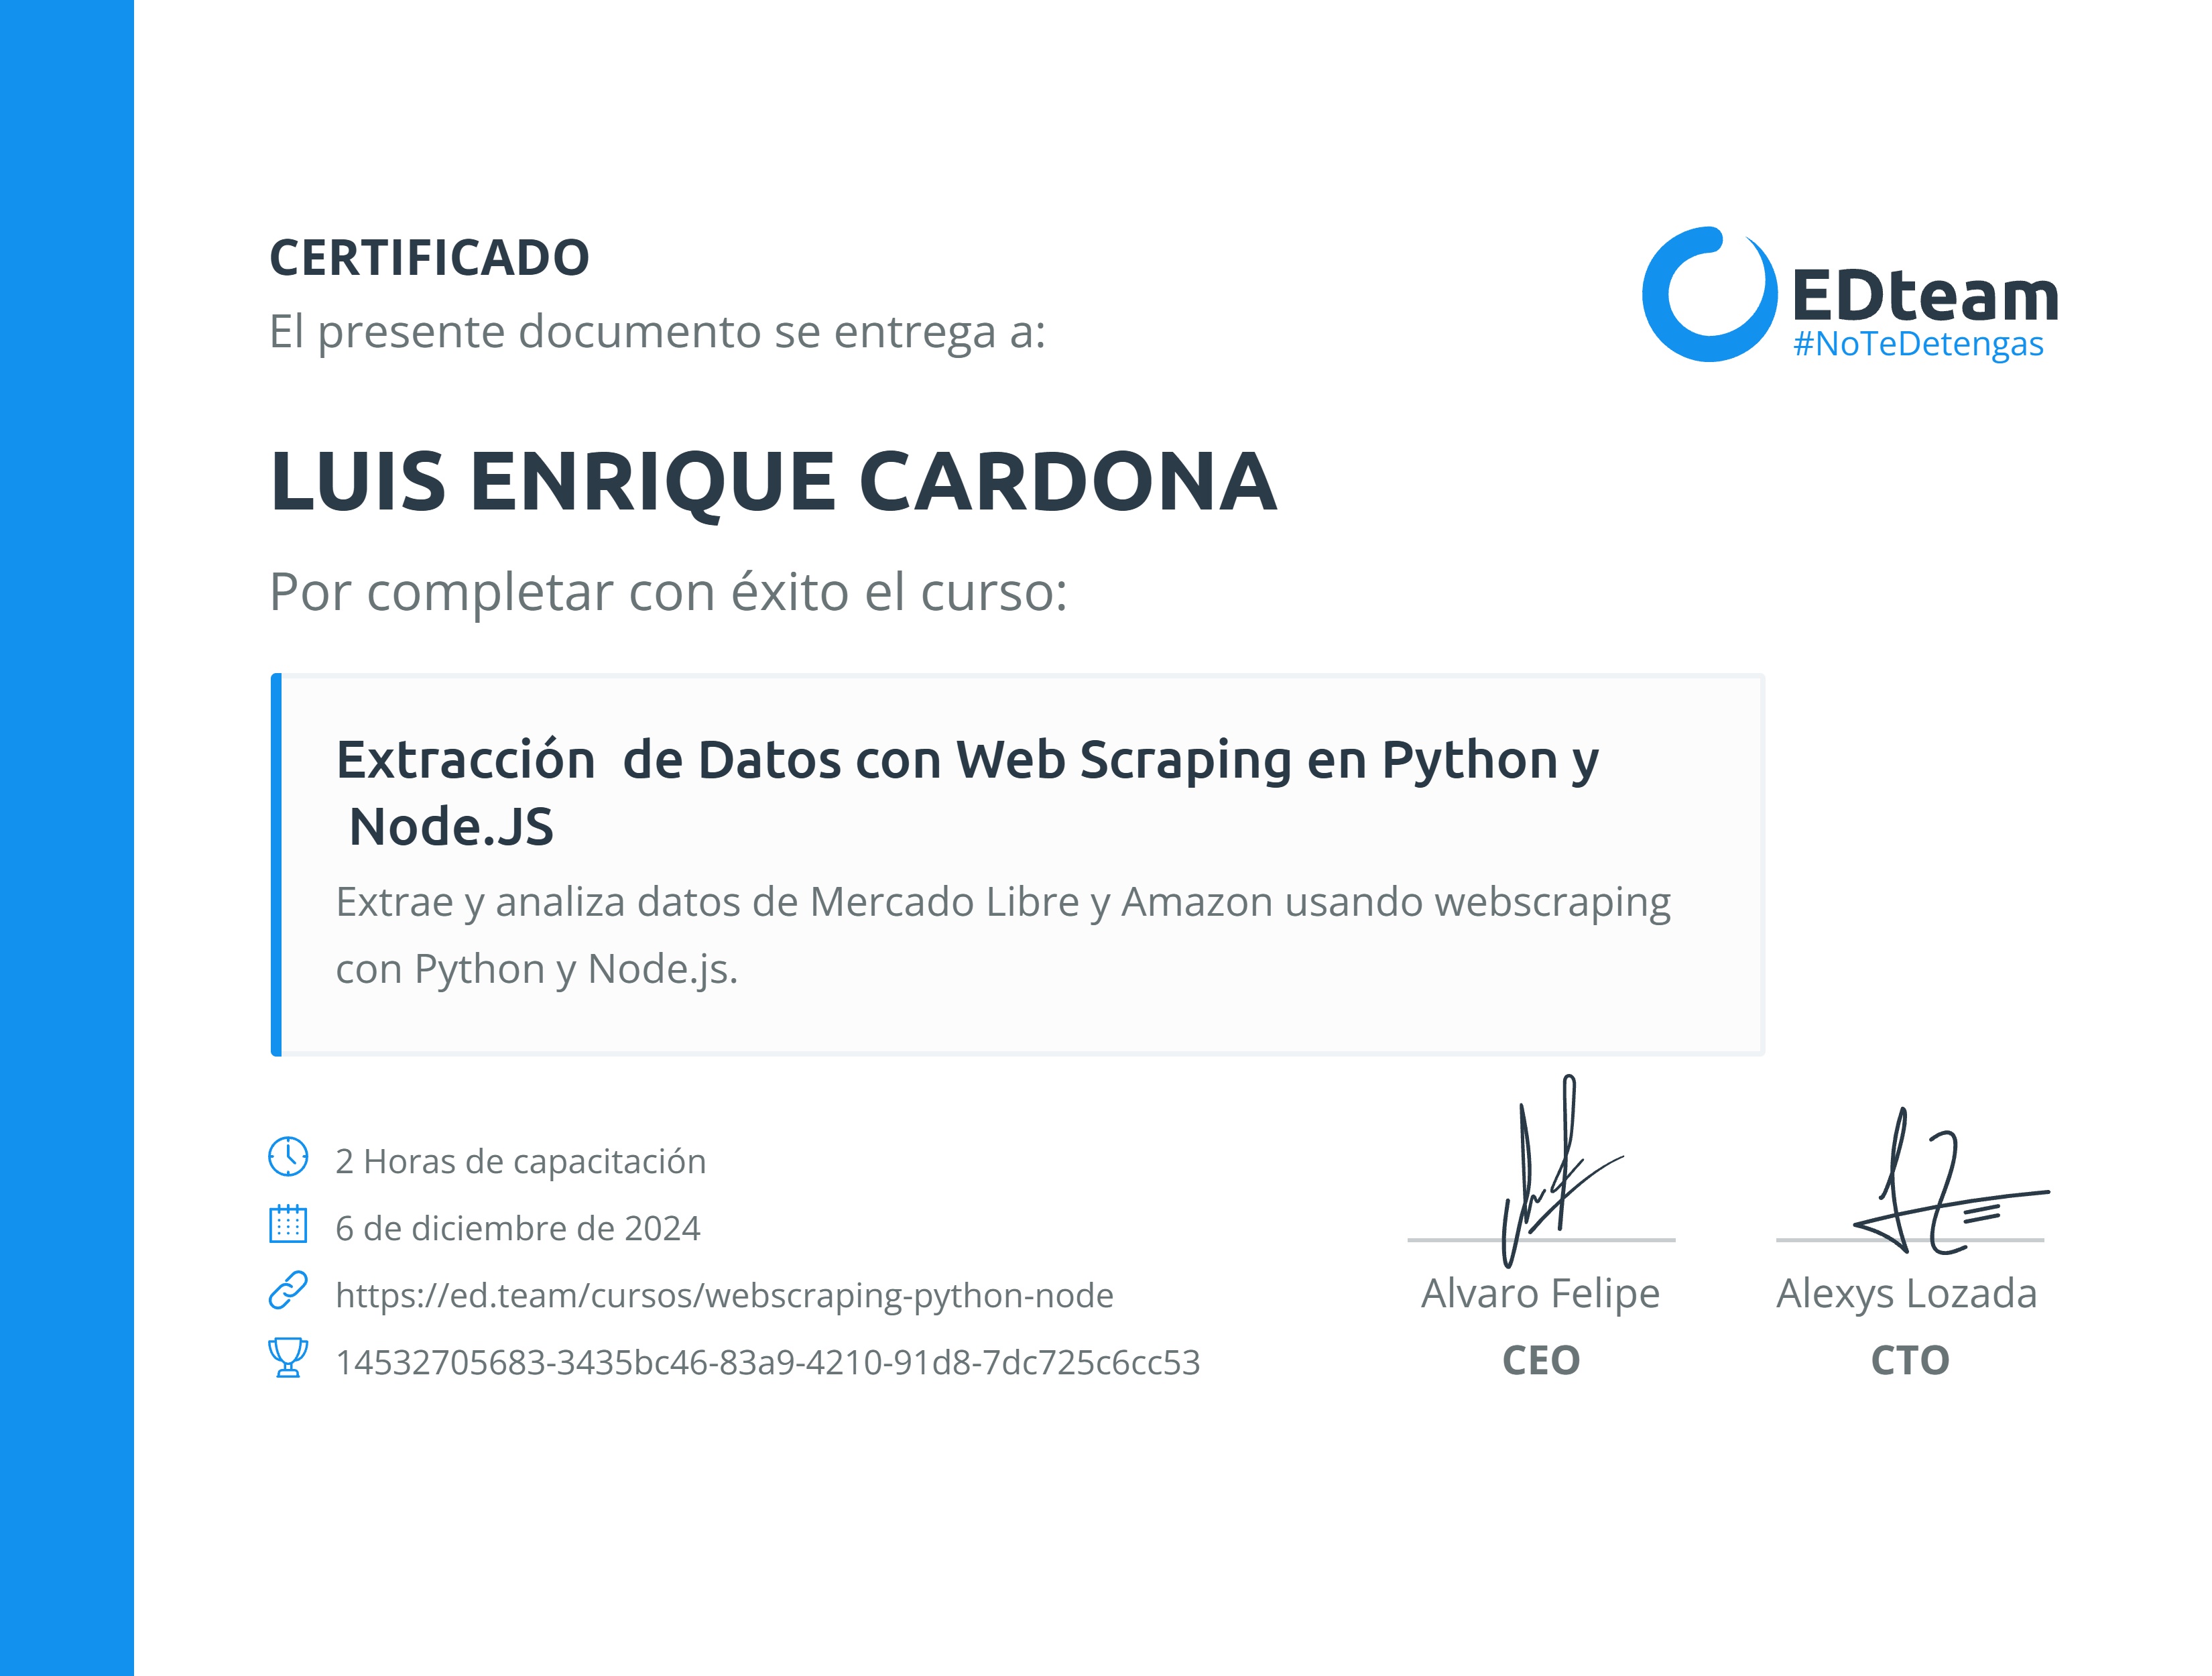 CERTIFICADO
El presente documento se entrega a:
EDteam
#NoTeDetengas
LUIS ENRIQUE CARDONA
Por completar con éxito el curso:
Extracción  de Datos con Web Scraping en Python y
Node.JS
Extrae y analiza datos de Mercado Libre y Amazon usando webscraping
con Python y Node.js.
2 Horas de capacitación
6 de diciembre de 2024
https://ed.team/cursos/webscraping-python-node
14532705683-3435bc46-83a9-4210-91d8-7dc725c6cc53
Alvaro Felipe
CEO
Alexys Lozada
CTO